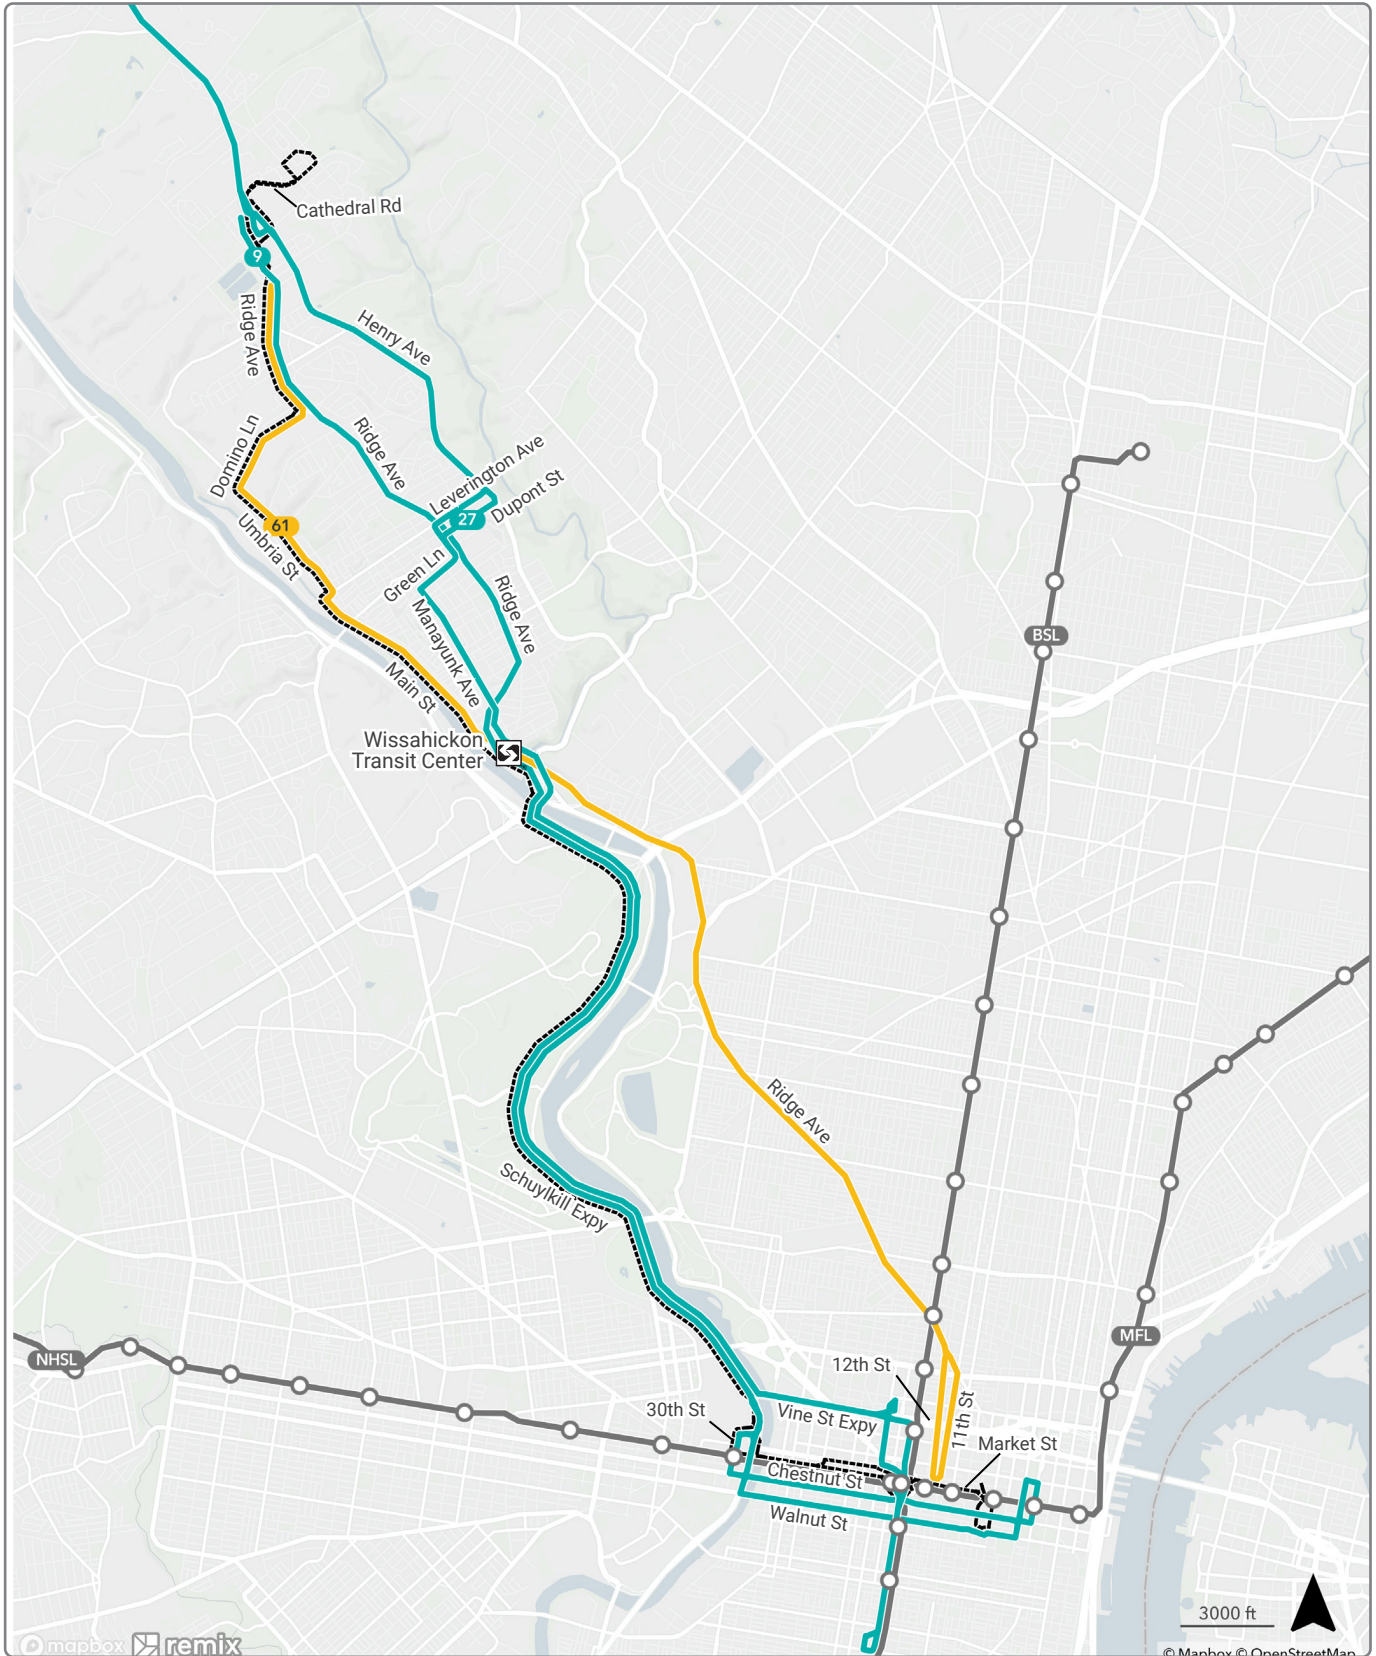 Cathedral Rd
9
Ridge Ave
Henry Ave
Domino Ln
Ridge Ave
Leverington Ave
Dupont St
27
61
Umbria St
Green Ln
Ridge Ave
Manayunk Ave
BSL
Main St
Wissahickon
Transit Center
Ridge Ave
Schuylkill Expy
MFL
NHSL
12th St
30th St
Vine St Expy
11th St
Market St
Chestnut St
Walnut St
3000 ft
mapbox remix
© Mapbox © OpenStreetMap